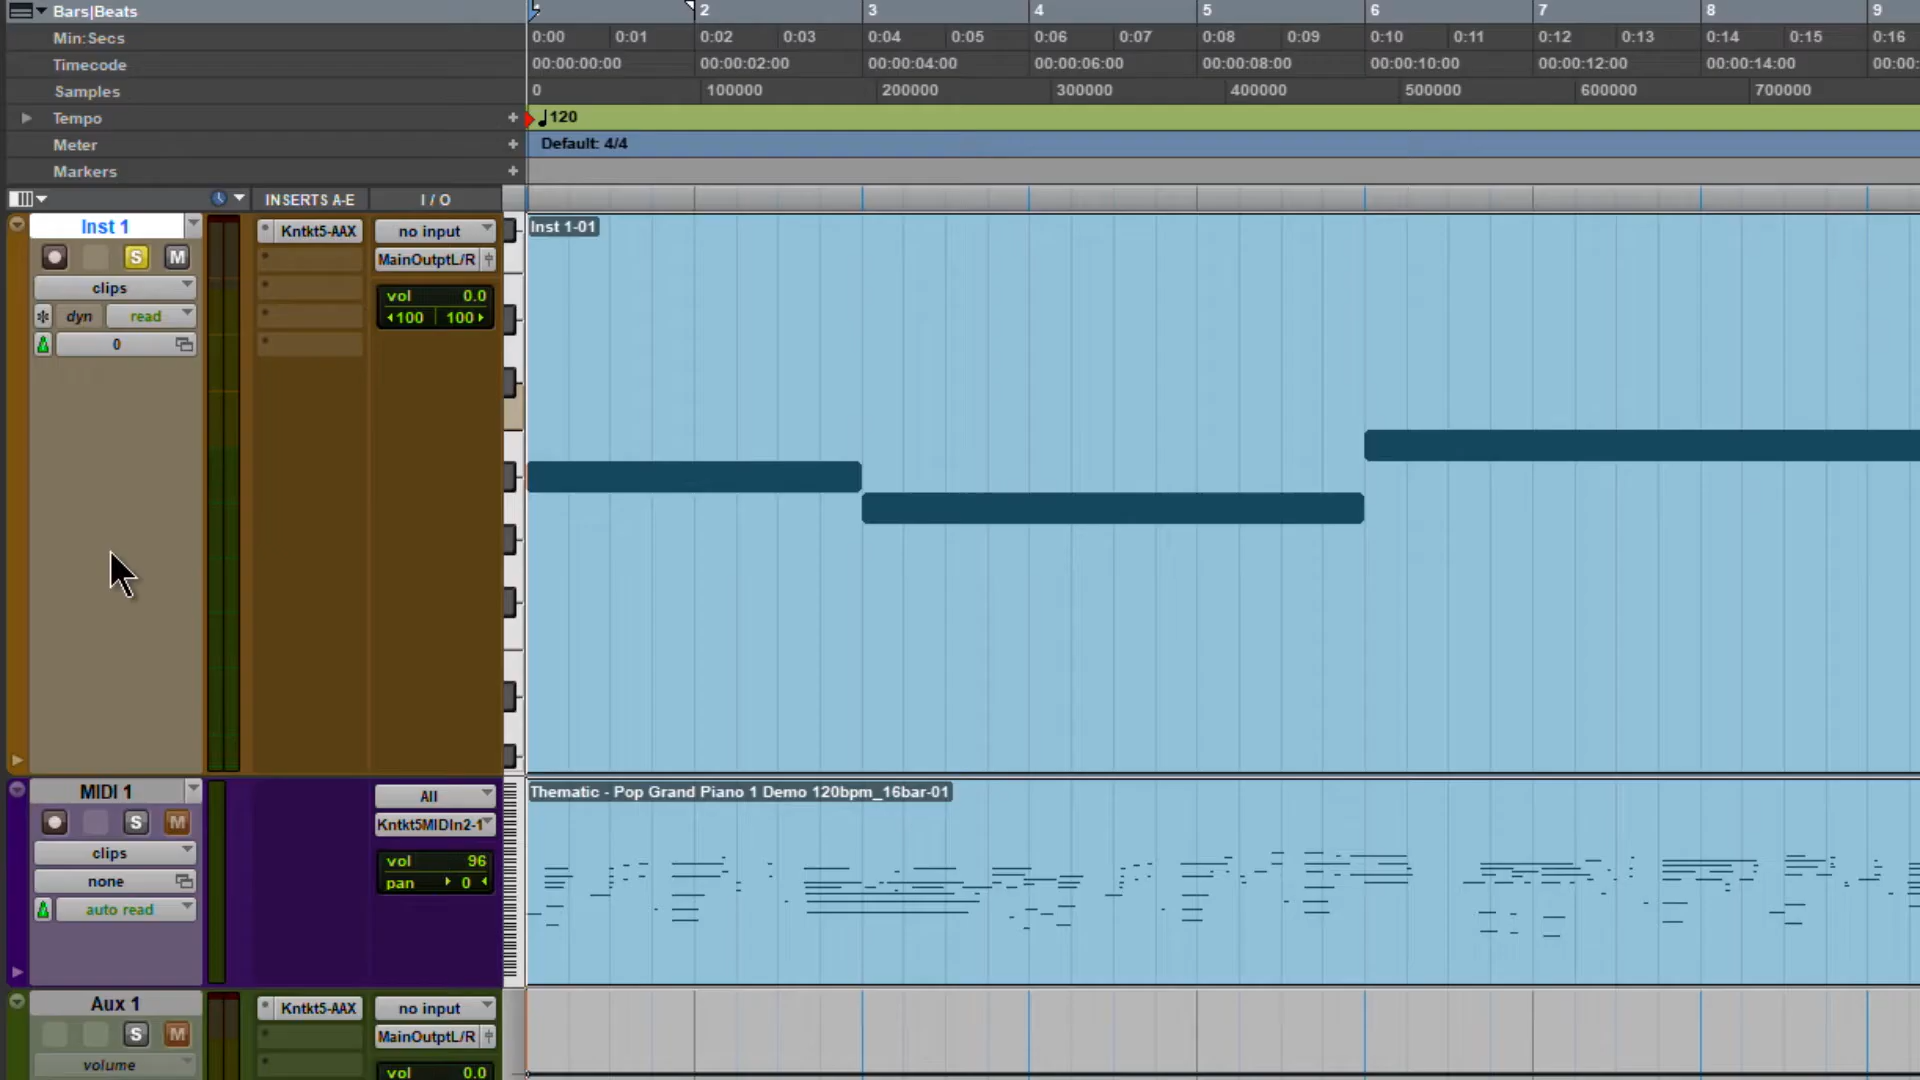 Bars|Beats 1 2 3 4 5 6 7 8 9
Min:Secs 0:00 0:01 0:02 0:03 0:04 0:05 0:06 0:07 0:08 0:09 0:10 0:11 0:12 0:13 0:14 0:15 0:16
Timecode 00:00:00:00 00:00:02:00 00:00:04:00 00:00:06:00 00:00:08:00 00:00:10:00 00:00:12:00 00:00:14:00 00:00:
Samples 0 100000 200000 300000 400000 500000 600000 700000
Tempo + 120
Meter + Default: 4/4
Markers +
INSERTS A-E I / O
Inst 1 Kntkt5-AAX no input Inst 1-01
S M MainOutptL/R
clips vol 0.0
dyn read 100 100
0
MIDI 1 All Thematic - Pop Grand Piano 1 Demo 120bpm_16bar-01
S M Kntkt5MIDIn2-1
clips vol 96
none pan 0
auto read
Aux 1 Kntkt5-AAX no input
S M MainOutptL/R
volume vol 0.0